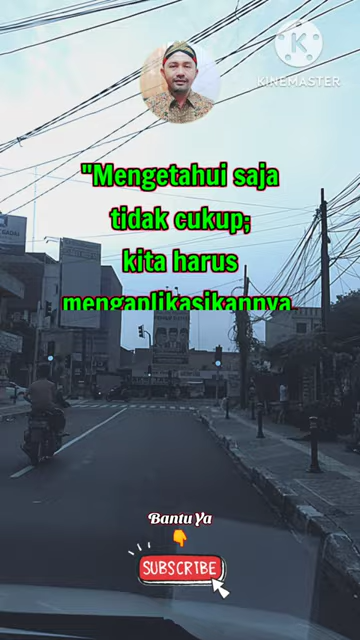 KINEMASTER
"Mengetahui saja
tidak cukup;
kita harus
mengaplikasikannya
Bantu Ya
SUBSCRIBE